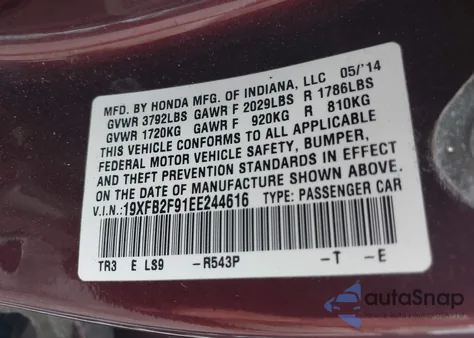 MFD. BY HONDA MFG. OF INDIANA, LLC 05/'14
GVWR 3792LBS GAWR F 2029LBS R 1786LBS
GVWR 1720KG GAWR F 920KG R 810KG
THIS VEHICLE CONFORMS TO ALL APPLICABLE
FEDERAL MOTOR VEHICLE SAFETY, BUMPER,
AND THEFT PREVENTION STANDARDS IN EFFECT
ON THE DATE OF MANUFACTURE SHOWN ABOVE.
V.I.N.:19XFB2F91EE244616 TYPE: PASSENGER CAR
TR3 E LS9 -R543P -T -E
autoSnap